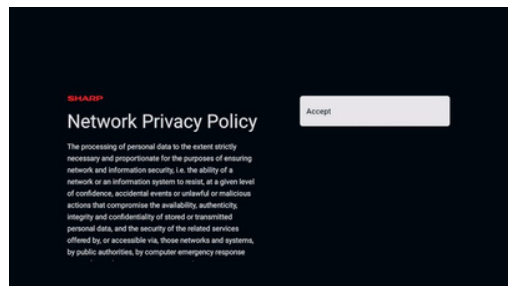 SHARP
Network Privacy Policy
The processing of personal data to the extent strictly
necessary and proportionate for the purposes of ensuring
network and information security, i.e. the ability of a
network or an information system to resist, at a given level
of confidence, accidental events or unlawful or malicious
actions that compromise the availability, authenticity,
integrity and confidentiality of stored or transmitted
personal data, and the security of the related services
offered by, or accessible via, those networks and systems,
by public authorities, by computer emergency response
Accept